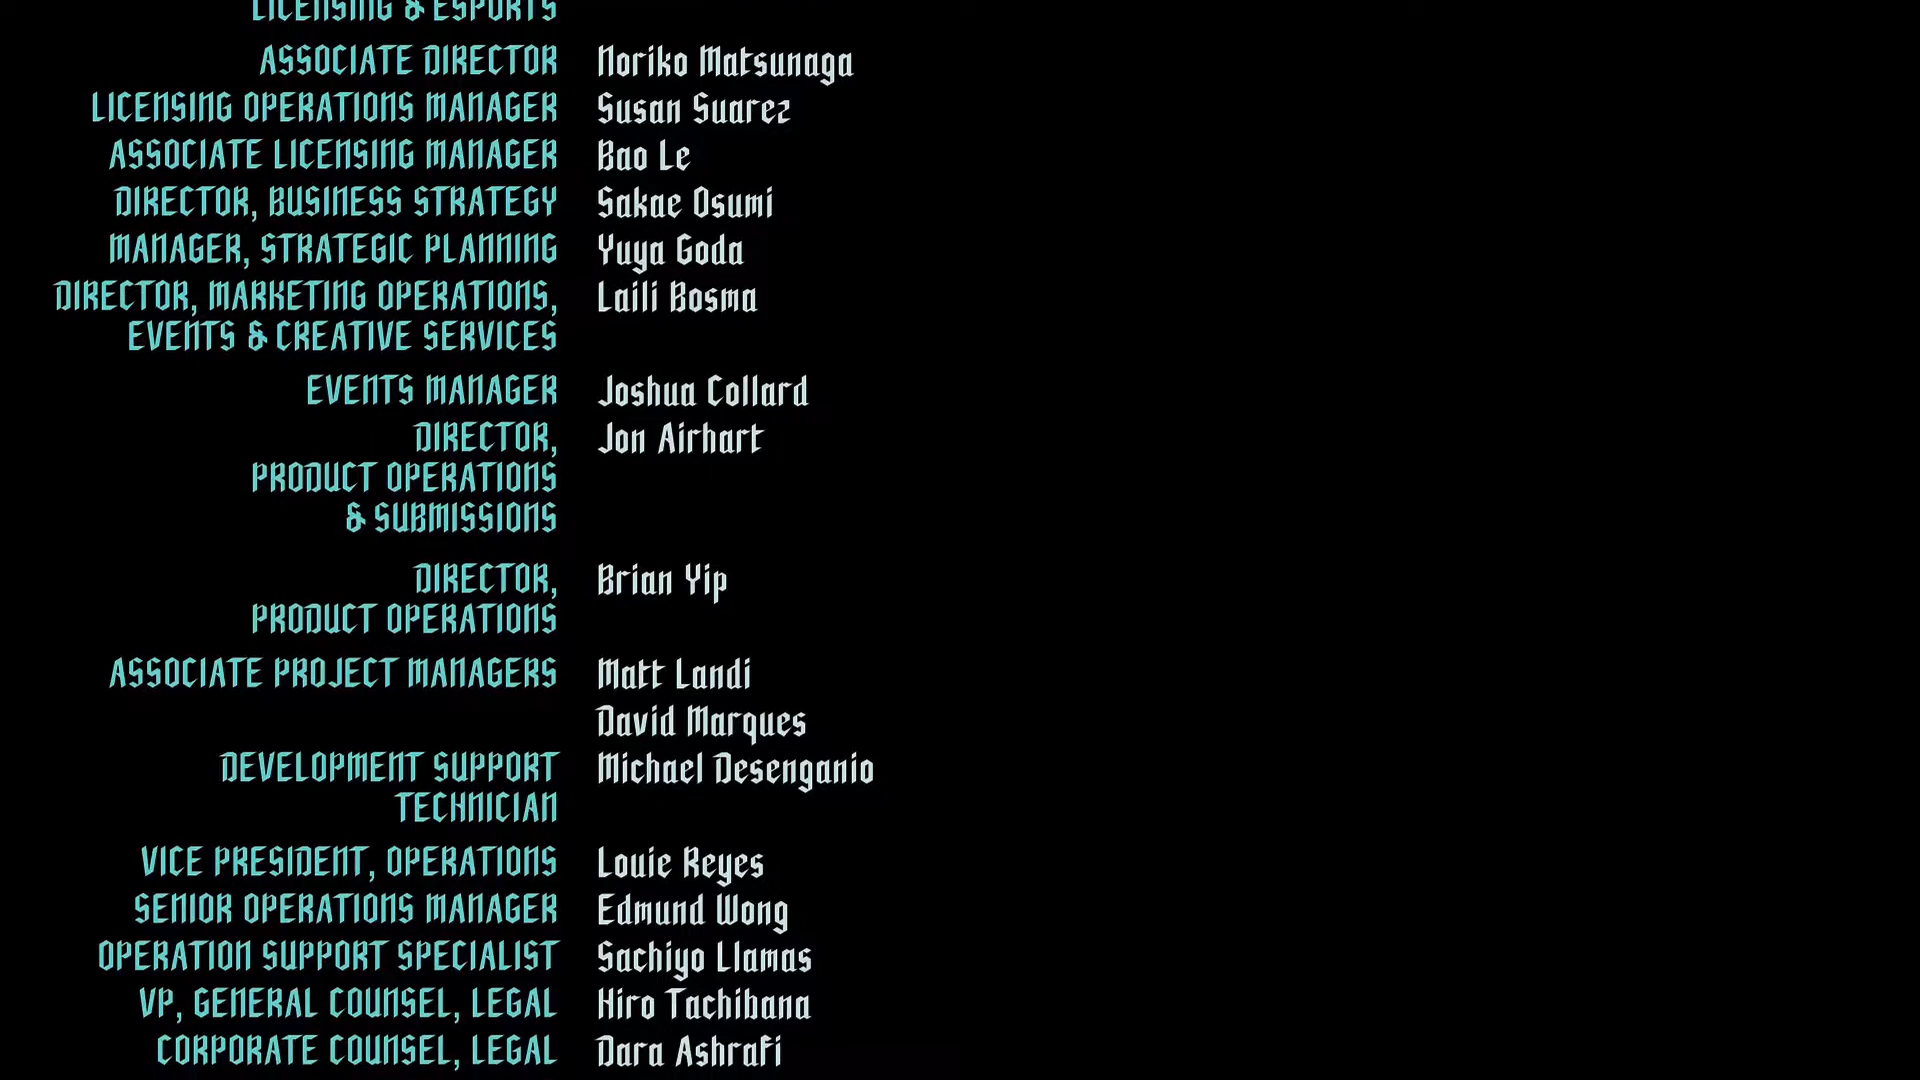 LICENSING & ESPORTS
ASSOCIATE DIRECTOR Noriko Matsunaga
LICENSING OPERATIONS MANAGER Susan Suarez
ASSOCIATE LICENSING MANAGER Bao Le
DIRECTOR, BUSINESS STRATEGY Sakae Osumi
MANAGER, STRATEGIC PLANNING Yuya Goda
DIRECTOR, MARKETING OPERATIONS, Laili Bosma
EVENTS & CREATIVE SERVICES
EVENTS MANAGER Joshua Collard
DIRECTOR, Jon Airhart
PRODUCT OPERATIONS
& SUBMISSIONS
DIRECTOR, Brian Yip
PRODUCT OPERATIONS
ASSOCIATE PROJECT MANAGERS Matt Landi
David Marques
DEVELOPMENT SUPPORT Michael Desenganio
TECHNICIAN
VICE PRESIDENT, OPERATIONS Louie Reyes
SENIOR OPERATIONS MANAGER Edmund Wong
OPERATION SUPPORT SPECIALIST Sachiyo Llamas
VP, GENERAL COUNSEL, LEGAL Hiro Tachibana
CORPORATE COUNSEL, LEGAL Dara Ashrafi